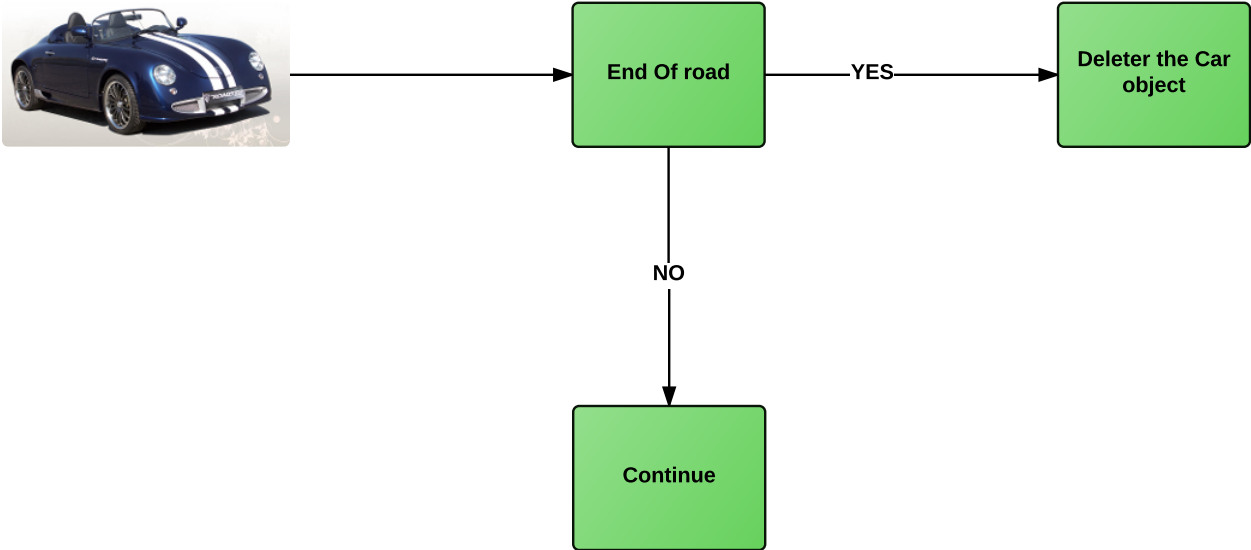 End Of road
YES
Deleter the Car
object
NO
Continue